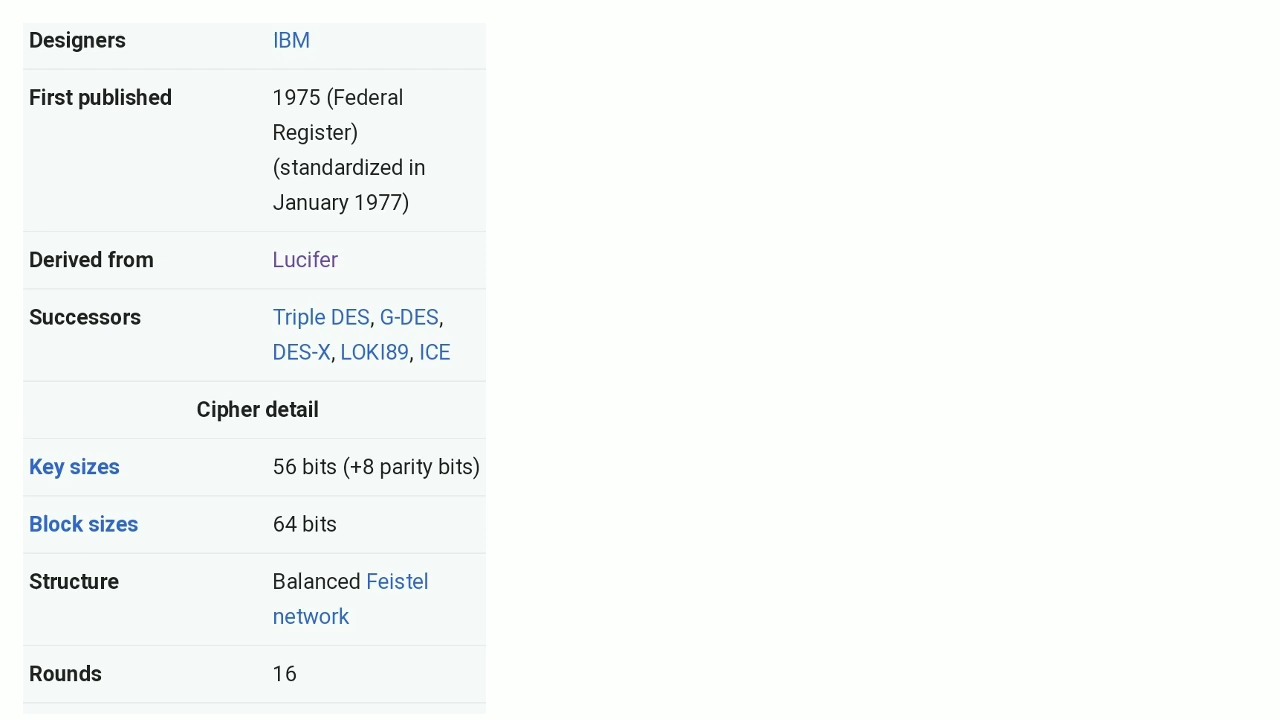 Designers IBM
First published 1975 (Federal
Register)
(standardized in
January 1977)
Derived from Lucifer
Successors Triple DES, G-DES,
DES-X, LOKI89, ICE
Cipher detail
Key sizes 56 bits (+8 parity bits)
Block sizes 64 bits
Structure Balanced Feistel
network
Rounds 16